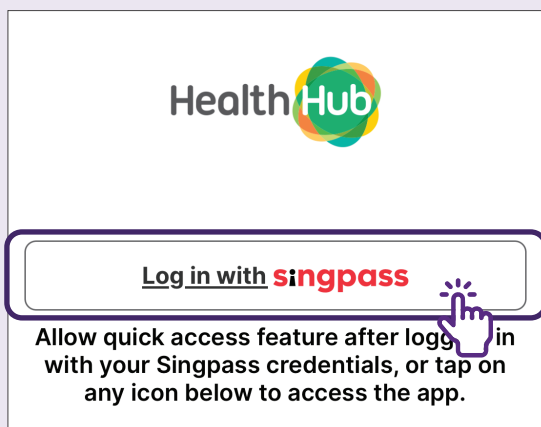 HealthHub
Log in with singpass
Allow quick access feature after logg in
with your Singpass credentials, or tap on
any icon below to access the app.